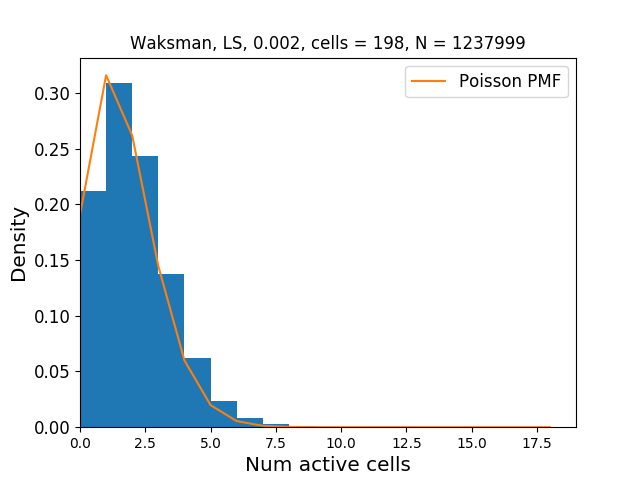 Waksman, LS, 0.002, cells = 198, N = 1237999
Poisson PMF
Density
0.30
0.25
0.20
0.15
0.10
0.05
0.00
0.0 2.5 5.0 7.5 10.0 12.5 15.0 17.5
Num active cells